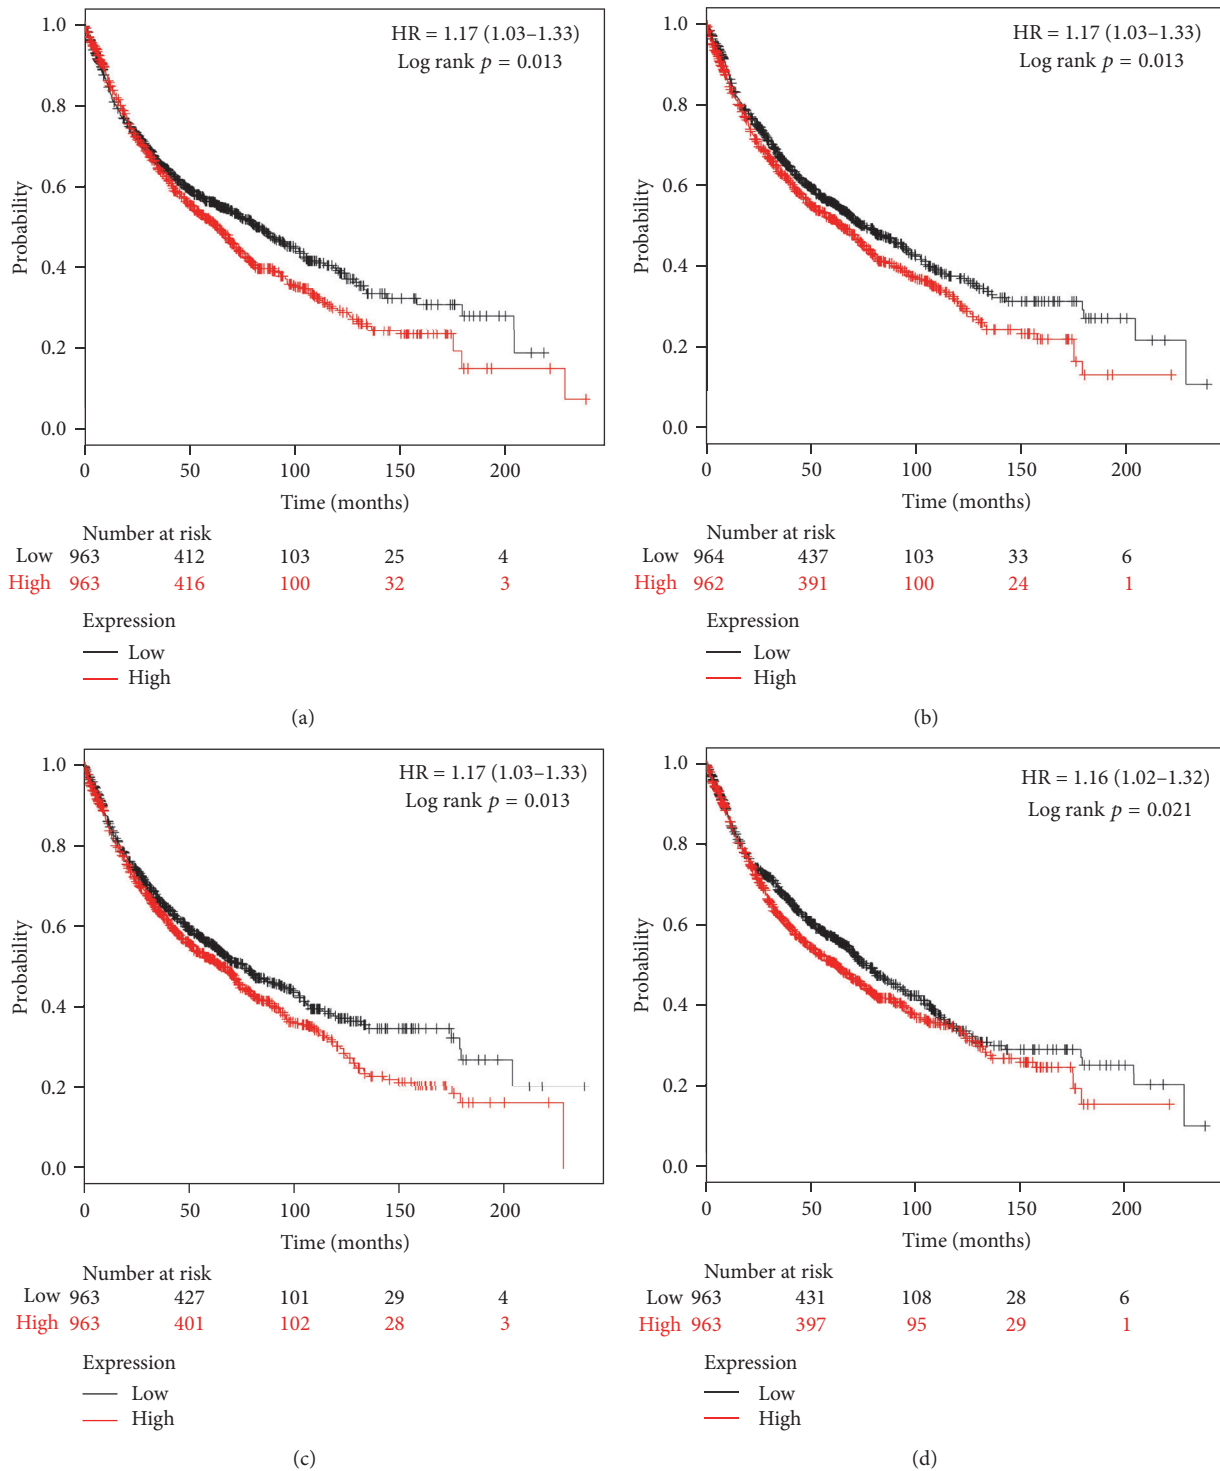 HR = 1.17 (1.03–1.33)
Log rank p = 0.013
1.0
0.8
0.6
0.4
0.2
0.0
Probability
0 50 100 150 200
Time (months)
Number at risk
Low 963 412 103 25 4
High 963 416 100 32 3
Expression
Low
High
(a)
HR = 1.17 (1.03–1.33)
Log rank p = 0.013
1.0
0.8
0.6
0.4
0.2
0.0
Probability
0 50 100 150 200
Time (months)
Number at risk
Low 964 437 103 33 6
High 962 391 100 24 1
Expression
Low
High
(b)
HR = 1.17 (1.03–1.33)
Log rank p = 0.013
1.0
0.8
0.6
0.4
0.2
0.0
Probability
0 50 100 150 200
Time (months)
Number at risk
Low 963 427 101 29 4
High 963 401 102 28 3
Expression
Low
High
(c)
HR = 1.16 (1.02–1.32)
Log rank p = 0.021
1.0
0.8
0.6
0.4
0.2
0.0
Probability
0 50 100 150 200
Time (months)
Number at risk
Low 963 431 108 28 6
High 963 397 95 29 1
Expression
Low
High
(d)